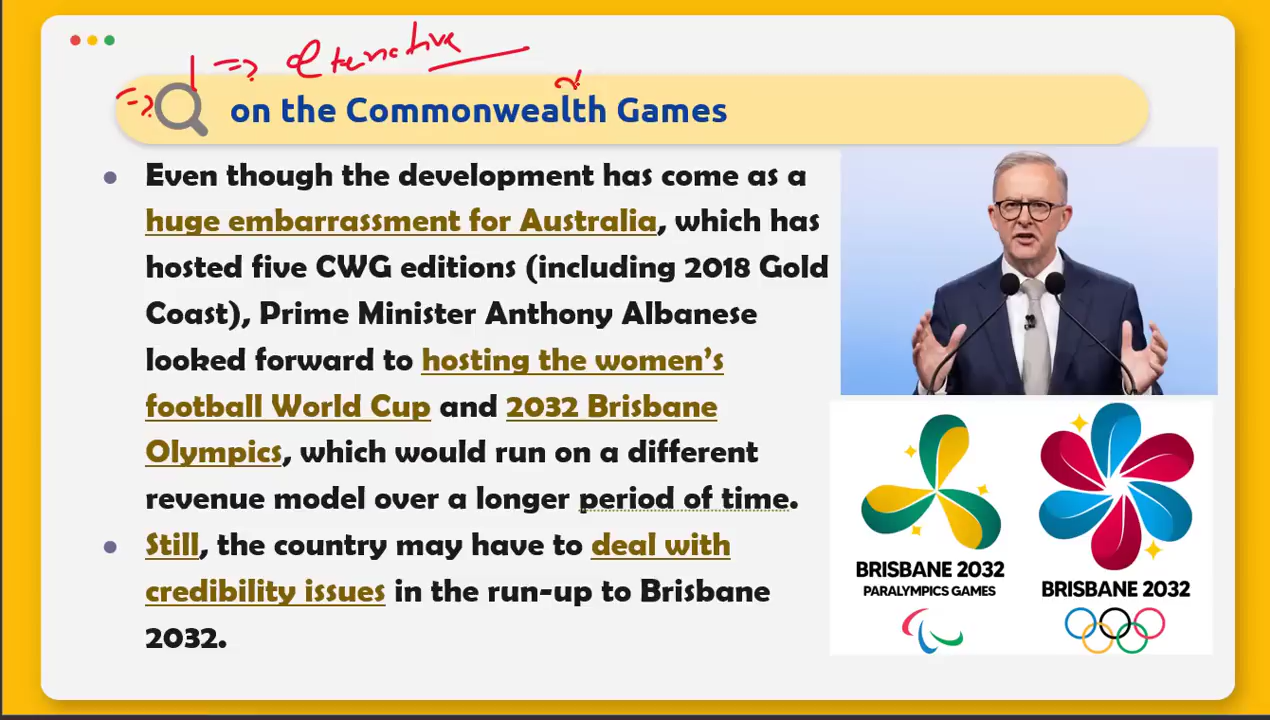 1 => alternative
=> on the Commonwealth Games
• Even though the development has come as a
huge embarrassment for Australia, which has
hosted five CWG editions (including 2018 Gold
Coast), Prime Minister Anthony Albanese
looked forward to hosting the women’s
football World Cup and 2032 Brisbane
Olympics, which would run on a different
revenue model over a longer period of time.
• Still, the country may have to deal with
credibility issues in the run-up to Brisbane
2032.
BRISBANE 2032
PARALYMPICS GAMES
BRISBANE 2032